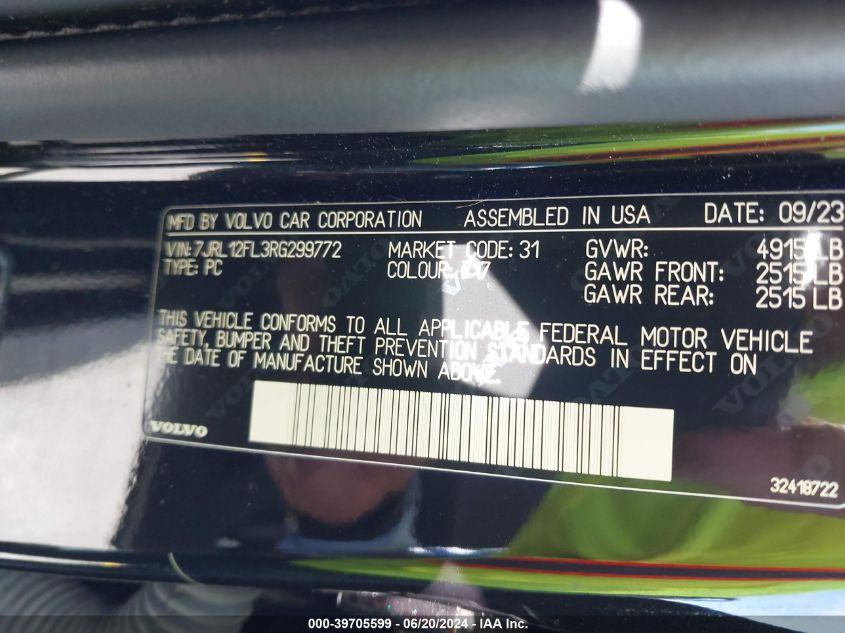 MFD BY VOLVO CAR CORPORATION ASSEMBLED IN USA DATE: 09/23
VIN:7JRL12FL3RG299772 MARKET CODE: 31 GVWR: 4915 LB
TYPE: PC COLOUR: GAWR FRONT: 2515 LB
GAWR REAR: 2515 LB
THIS VEHICLE CONFORMS TO ALL APPLICABLE FEDERAL MOTOR VEHICLE
SAFETY, BUMPER AND THEFT PREVENTION STANDARDS IN EFFECT ON
THE DATE OF MANUFACTURE SHOWN ABOVE.
VOLVO
32418722
000-39705599 / 06/20/2024 / IAA Inc.